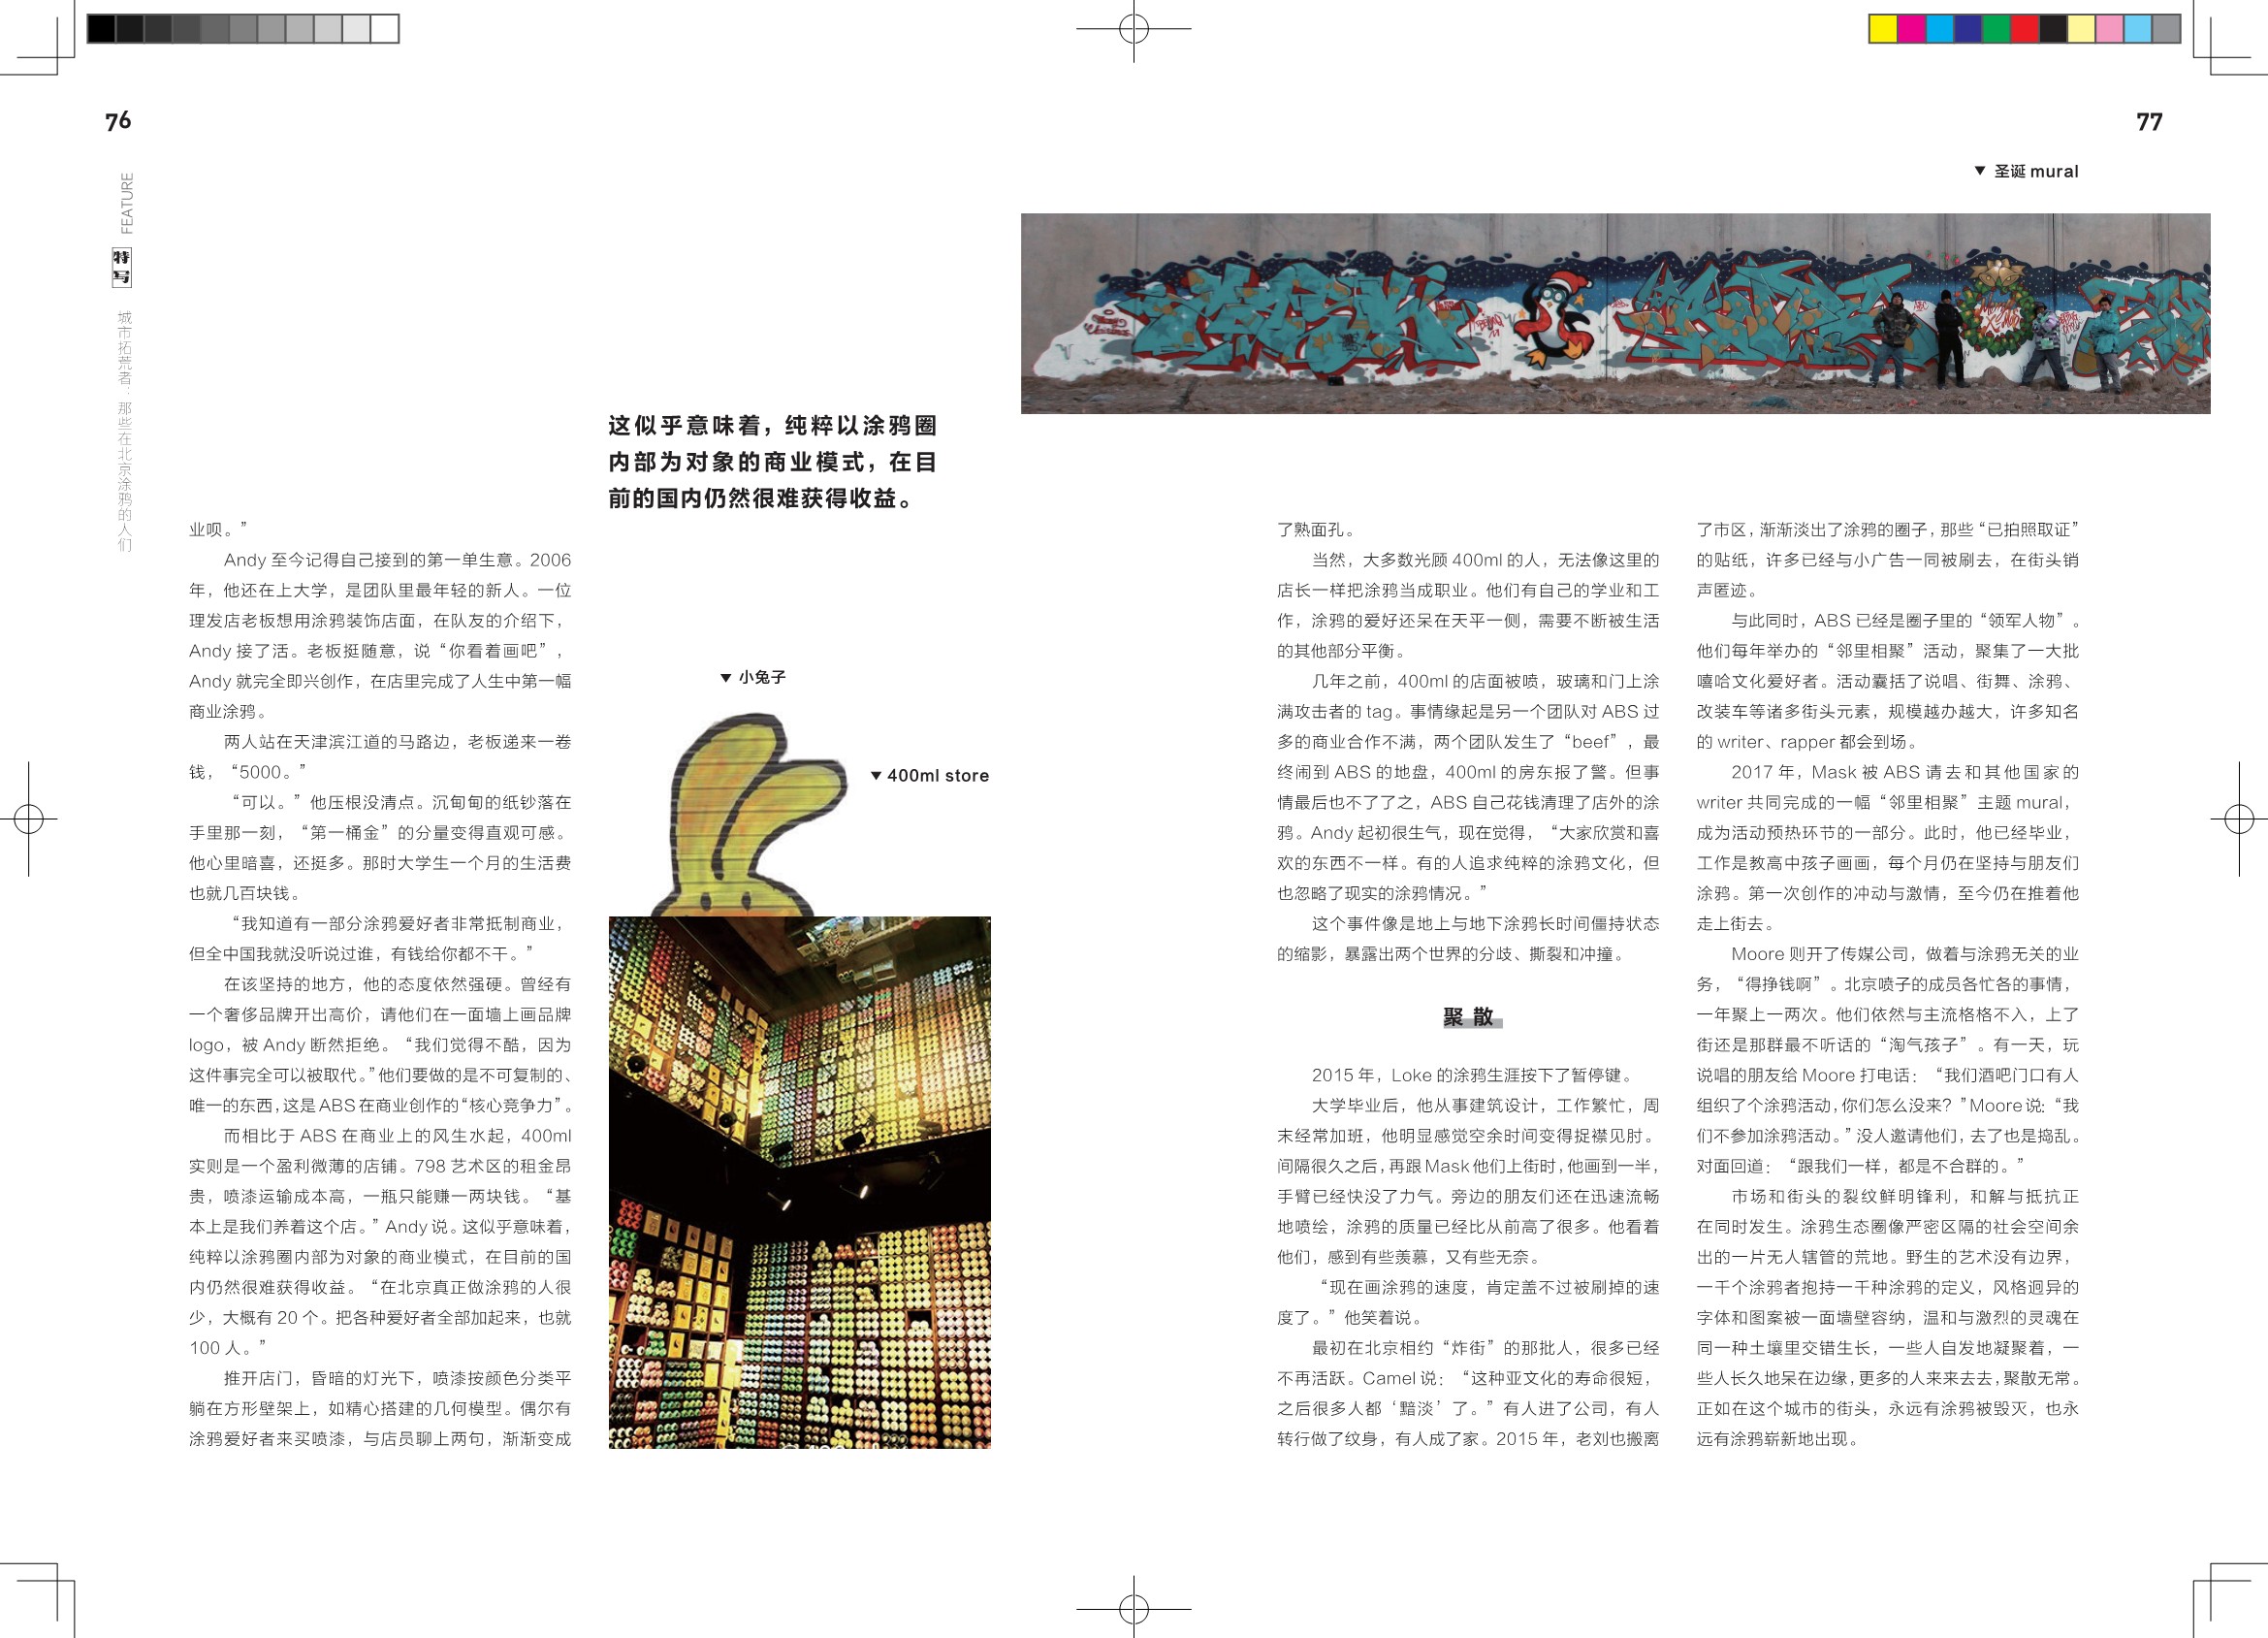 76
FEATURE
特写
城市拓荒者：那些在北京涂鸦的人们
这似乎意味着，纯粹以涂鸦圈
内部为对象的商业模式，在目
前的国内仍然很难获得收益。
业呗。”
Andy 至今记得自己接到的第一单生意。2006
年，他还在上大学，是团队里最年轻的新人。一位
理发店老板想用涂鸦装饰店面，在队友的介绍下，
Andy 接了活。老板挺随意，说“你看着画吧”，
Andy 就完全即兴创作，在店里完成了人生中第一幅
商业涂鸦。
两人站在天津滨江道的马路边，老板递来一卷
钱，“5000。”
“可以。”他压根没清点。沉甸甸的纸钞落在
手里那一刻，“第一桶金”的分量变得直观可感。
他心里暗喜，还挺多。那时大学生一个月的生活费
也就几百块钱。
“我知道有一部分涂鸦爱好者非常抵制商业，
但全中国我就没听说过谁，有钱给你都不干。”
在该坚持的地方，他的态度依然强硬。曾经有
一个奢侈品牌开出高价，请他们在一面墙上画品牌
logo，被 Andy 断然拒绝。“我们觉得不酷，因为
这件事完全可以被取代。”他们要做的是不可复制的、
唯一的东西，这是 ABS 在商业创作的“核心竞争力”。
而相比于 ABS 在商业上的风生水起，400ml
实则是一个盈利微薄的店铺。798 艺术区的租金昂
贵，喷漆运输成本高，一瓶只能赚一两块钱。“基
本上是我们养着这个店。”Andy 说。这似乎意味着，
纯粹以涂鸦圈内部为对象的商业模式，在目前的国
内仍然很难获得收益。“在北京真正做涂鸦的人很
少，大概有 20 个。把各种爱好者全部加起来，也就
100 人。”
推开店门，昏暗的灯光下，喷漆按颜色分类平
躺在方形壁架上，如精心搭建的几何模型。偶尔有
涂鸦爱好者来买喷漆，与店员聊上两句，渐渐变成
▼ 小兔子
▼ 400ml store
77
▼ 圣诞 mural
了熟面孔。
当然，大多数光顾 400ml 的人，无法像这里的
店长一样把涂鸦当成职业。他们有自己的学业和工
作，涂鸦的爱好还呆在天平一侧，需要不断被生活
的其他部分平衡。
几年之前，400ml 的店面被喷，玻璃和门上涂
满攻击者的 tag。事情缘起是另一个团队对 ABS 过
多的商业合作不满，两个团队发生了“beef”，最
终闹到 ABS 的地盘，400ml 的房东报了警。但事
情最后也不了了之，ABS 自己花钱清理了店外的涂
鸦。Andy 起初很生气，现在觉得，“大家欣赏和喜
欢的东西不一样。有的人追求纯粹的涂鸦文化，但
也忽略了现实的涂鸦情况。”
这个事件像是地上与地下涂鸦长时间僵持状态
的缩影，暴露出两个世界的分歧、撕裂和冲撞。
聚 散
2015 年，Loke 的涂鸦生涯按下了暂停键。
大学毕业后，他从事建筑设计，工作繁忙，周
末经常加班，他明显感觉空余时间变得捉襟见肘。
间隔很久之后，再跟 Mask 他们上街时，他画到一半，
手臂已经快没了力气。旁边的朋友们还在迅速流畅
地喷绘，涂鸦的质量已经比从前高了很多。他看着
他们，感到有些羡慕，又有些无奈。
“现在画涂鸦的速度，肯定盖不过被刷掉的速
度了。”他笑着说。
最初在北京相约“炸街”的那批人，很多已经
不再活跃。Camel 说：“这种亚文化的寿命很短，
之后很多人都‘黯淡’了。”有人进了公司，有人
转行做了纹身，有人成了家。2015 年，老刘也搬离
了市区，渐渐淡出了涂鸦的圈子，那些“已拍照取证”
的贴纸，许多已经与小广告一同被刷去，在街头销
声匿迹。
与此同时，ABS 已经是圈子里的“领军人物”。
他们每年举办的“邻里相聚”活动，聚集了一大批
嘻哈文化爱好者。活动囊括了说唱、街舞、涂鸦、
改装车等诸多街头元素，规模越办越大，许多知名
的 writer、rapper 都会到场。
2017 年，Mask 被 ABS 请去和其他国家的
writer 共同完成的一幅“邻里相聚”主题 mural，
成为活动预热环节的一部分。此时，他已经毕业，
工作是教高中孩子画画，每个月仍在坚持与朋友们
涂鸦。第一次创作的冲动与激情，至今仍在推着他
走上街去。
Moore 则开了传媒公司，做着与涂鸦无关的业
务，“得挣钱啊”。北京喷子的成员各忙各的事情，
一年聚上一两次。他们依然与主流格格不入，上了
街还是那群最不听话的“淘气孩子”。有一天，玩
说唱的朋友给 Moore 打电话：“我们酒吧门口有人
组织了个涂鸦活动，你们怎么没来？”Moore 说：“我
们不参加涂鸦活动。”没人邀请他们，去了也是捣乱。
对面回道：“跟我们一样，都是不合群的。”
市场和街头的裂纹鲜明锋利，和解与抵抗正
在同时发生。涂鸦生态圈像严密区隔的社会空间余
出的一片无人辖管的荒地。野生的艺术没有边界，
一千个涂鸦者抱持一千种涂鸦的定义，风格迥异的
字体和图案被一面墙壁容纳，温和与激烈的灵魂在
同一种土壤里交错生长，一些人自发地凝聚着，一
些人长久地呆在边缘，更多的人来来去去，聚散无常。
正如在这个城市的街头，永远有涂鸦被毁灭，也永
远有涂鸦崭新地出现。